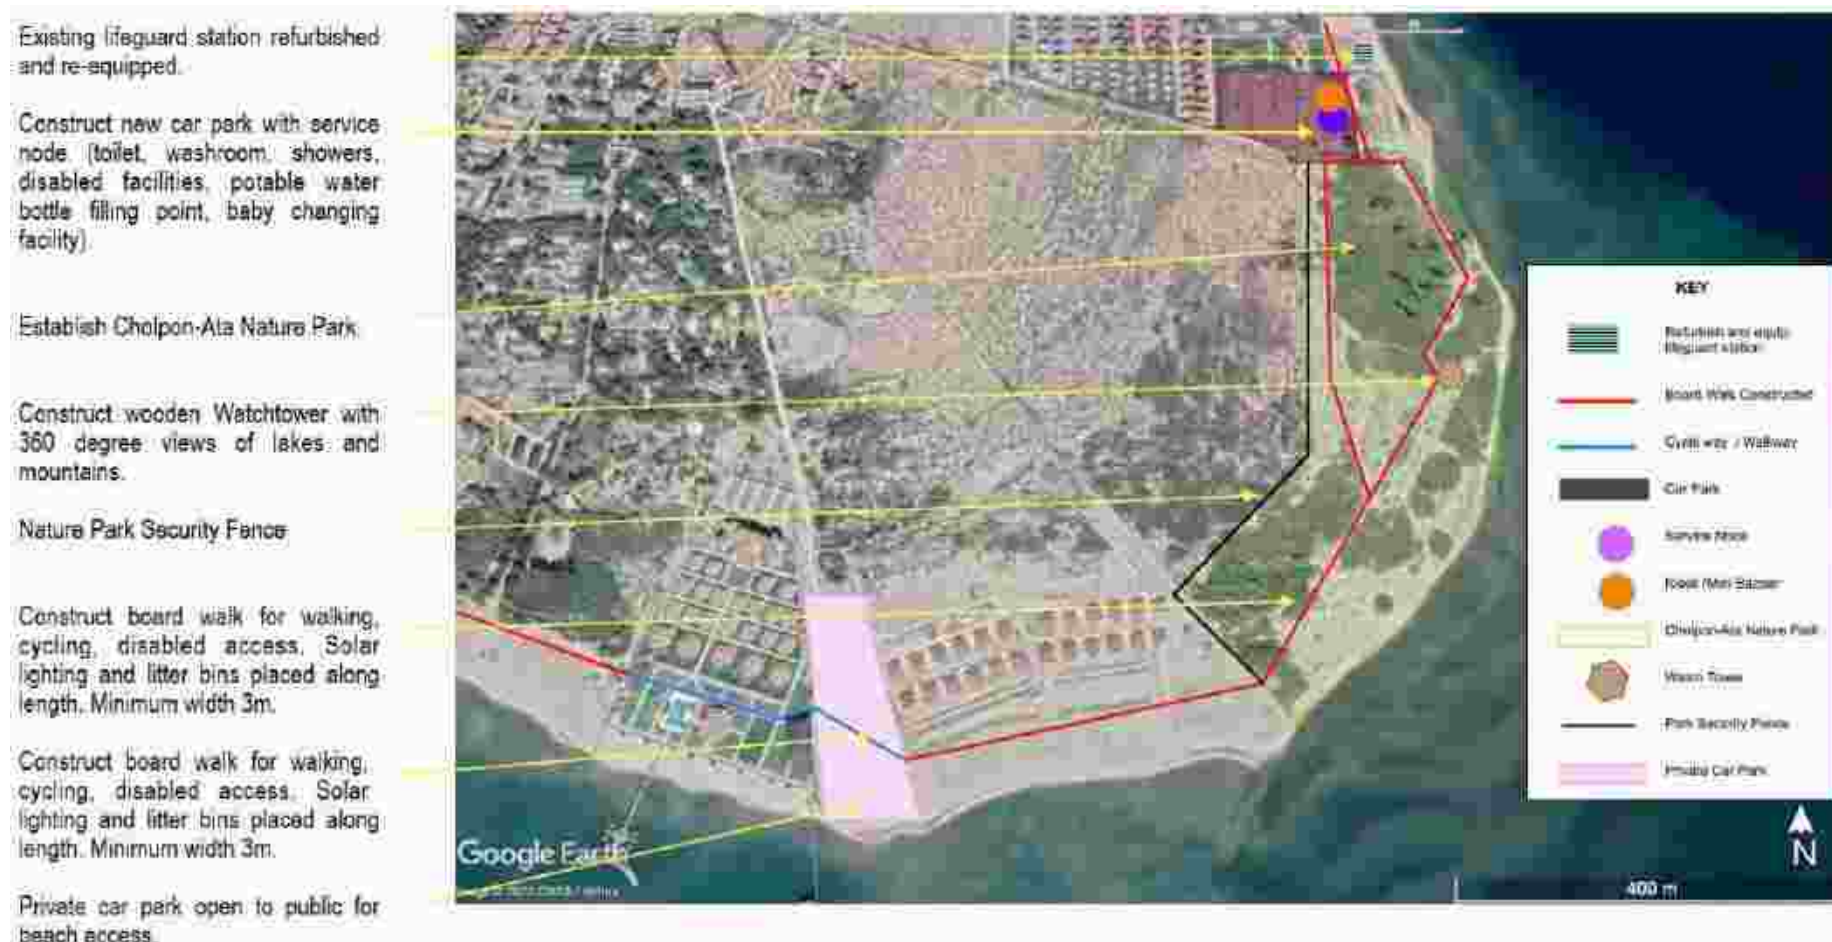 Existing lifeguard station refurbished
and re-equipped.
Construct new car park with service
node (toilet, washroom, showers,
disabled facilities, potable water
bottle filling point, baby changing
facility)
Establish Cholpon-Ata Nature Park
Construct wooden Watchtower with
360 degree views of lakes and
mountains.
Nature Park Security Fence
Construct board walk for walking,
cycling, disabled access. Solar
lighting and litter bins placed along
length. Minimum width 3m.
Construct board walk for walking,
cycling, disabled access. Solar
lighting and litter bins placed along
length. Minimum width 3m.
Private car park open to public for
beach access.
Google Earth
KEY
Refurbish and equip
lifeguard station
Board Walk Constructed
Cycle way / Walkway
Car Park
Service Node
Cholpon-Ata Nature Park
Watch Tower
Park Security Fence
Private Car Park
N
400 m